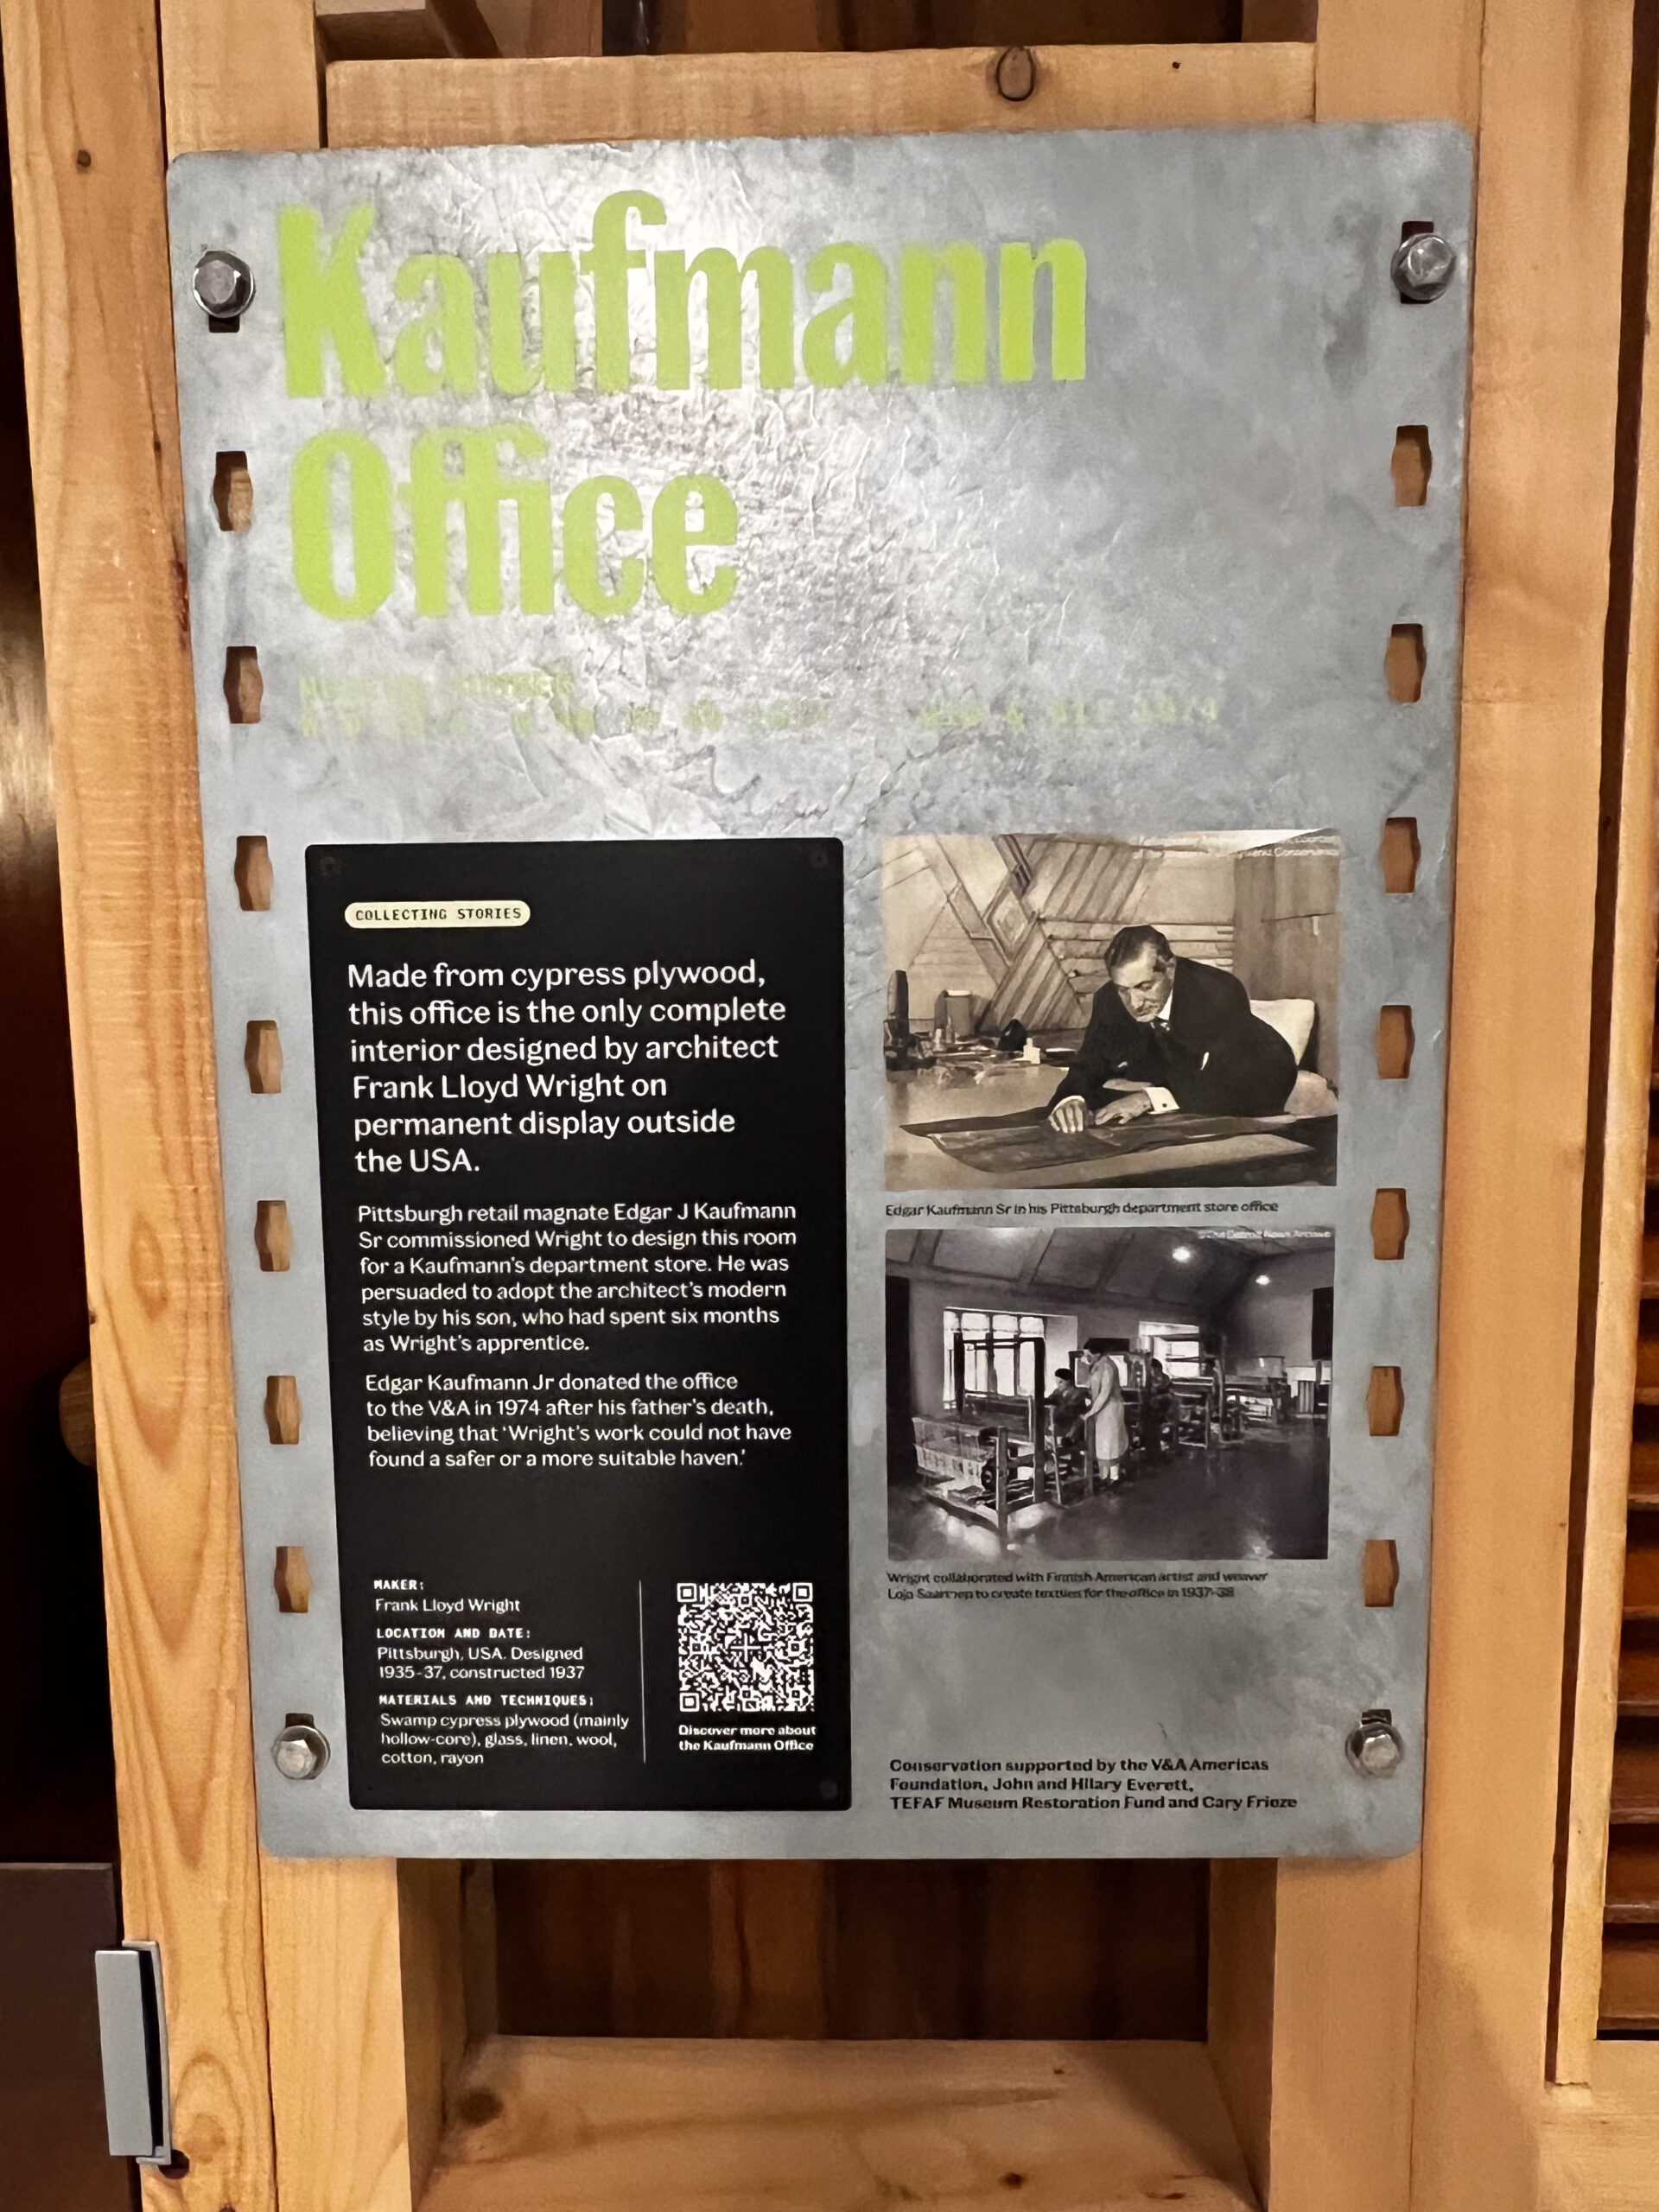 Kaufmann
Office
COLLECTING STORIES
Made from cypress plywood,
this office is the only complete
interior designed by architect
Frank Lloyd Wright on
permanent display outside
the USA.
Pittsburgh retail magnate Edgar J Kaufmann
Sr commissioned Wright to design this room
for a Kaufmann's department store. He was
persuaded to adopt the architect's modern
style by his son, who had spent six months
as Wright's apprentice.
Edgar Kaufmann Jr donated the office
to the V&A in 1974 after his father's death,
believing that 'Wright's work could not have
found a safer or a more suitable haven.'
MAKER:
Frank Lloyd Wright
LOCATION AND DATE:
Pittsburgh, USA. Designed
1935-37, constructed 1937
MATERIALS AND TECHNIQUES:
Swamp cypress plywood (mainly
hollow-core), glass, linen, wool,
cotton, rayon
Discover more about
the Kaufmann Office
Edgar Kaufmann Sr in his Pittsburgh department store office
Wright collaborated with Finnish American artist and weaver
Loja Saarinen to create textiles for the office in 1937-38
Conservation supported by the V&A Americas
Foundation, John and Hilary Everett,
TEFAF Museum Restoration Fund and Cary Frieze